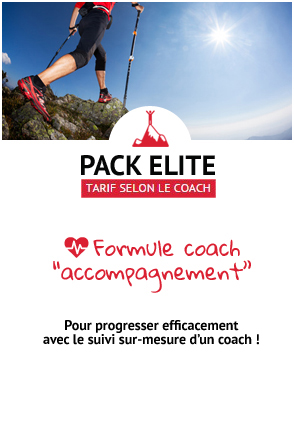 PACK ELITE
TARIF SELON LE COACH
Formule coach
"accompagnement"
Pour progresser efficacement
avec le suivi sur-mesure d'un coach !